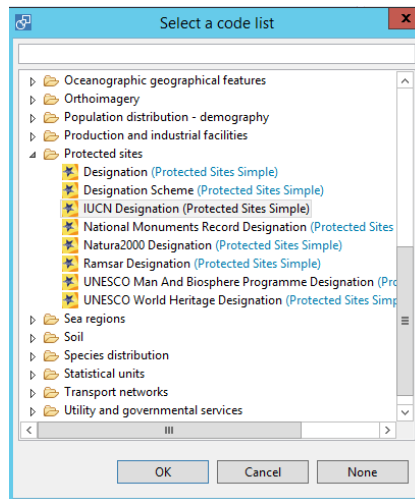 Select a code list
x
Oceanographic geographical features
Orthoimagery
Population distribution - demography
Production and industrial facilities
Protected sites
Designation (Protected Sites Simple)
Designation Scheme (Protected Sites Simple)
IUCN Designation (Protected Sites Simple)
National Monuments Record Designation (Protected Sites
Natura2000 Designation (Protected Sites Simple)
Ramsar Designation (Protected Sites Simple)
UNESCO Man And Biosphere Programme Designation (Pro
UNESCO World Heritage Designation (Protected Sites Simp
Sea regions
Soil
Species distribution
Statistical units
Transport networks
Utility and governmental services
OK Cancel None